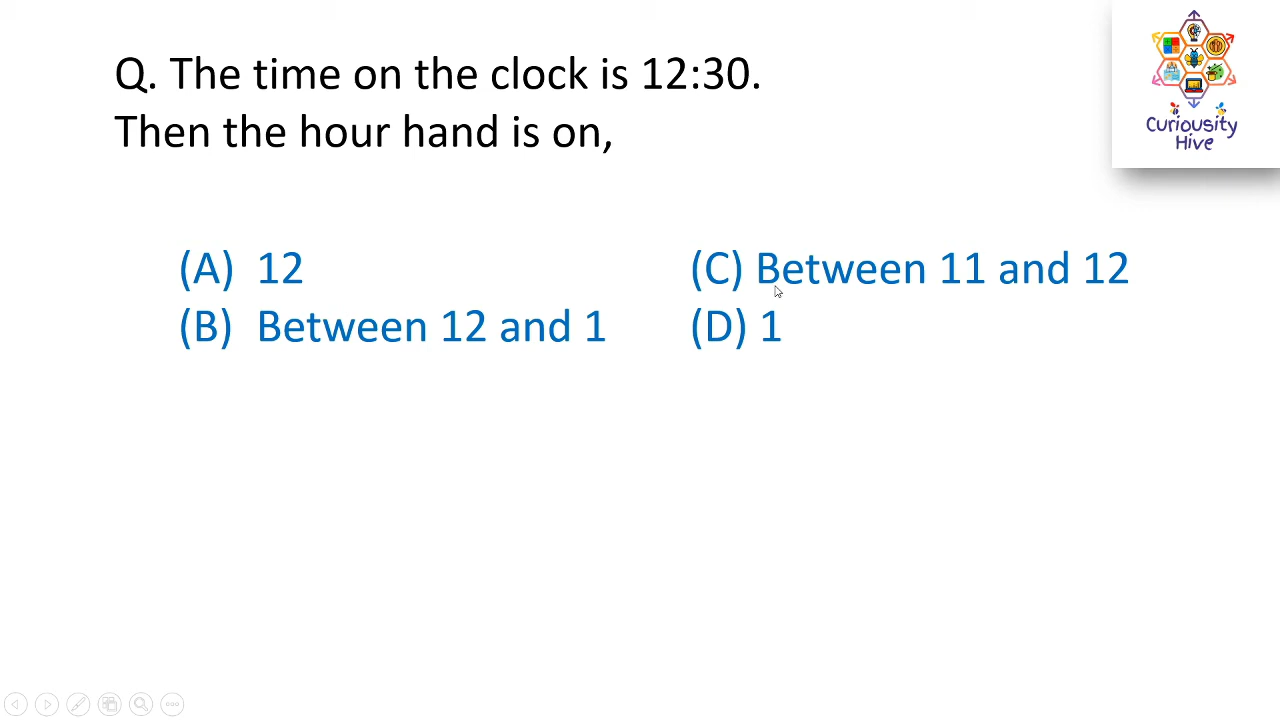 Q. The time on the clock is 12:30.
Then the hour hand is on,
(A) 12
(B) Between 12 and 1
(C) Between 11 and 12
(D) 1
Curiousity
Hive